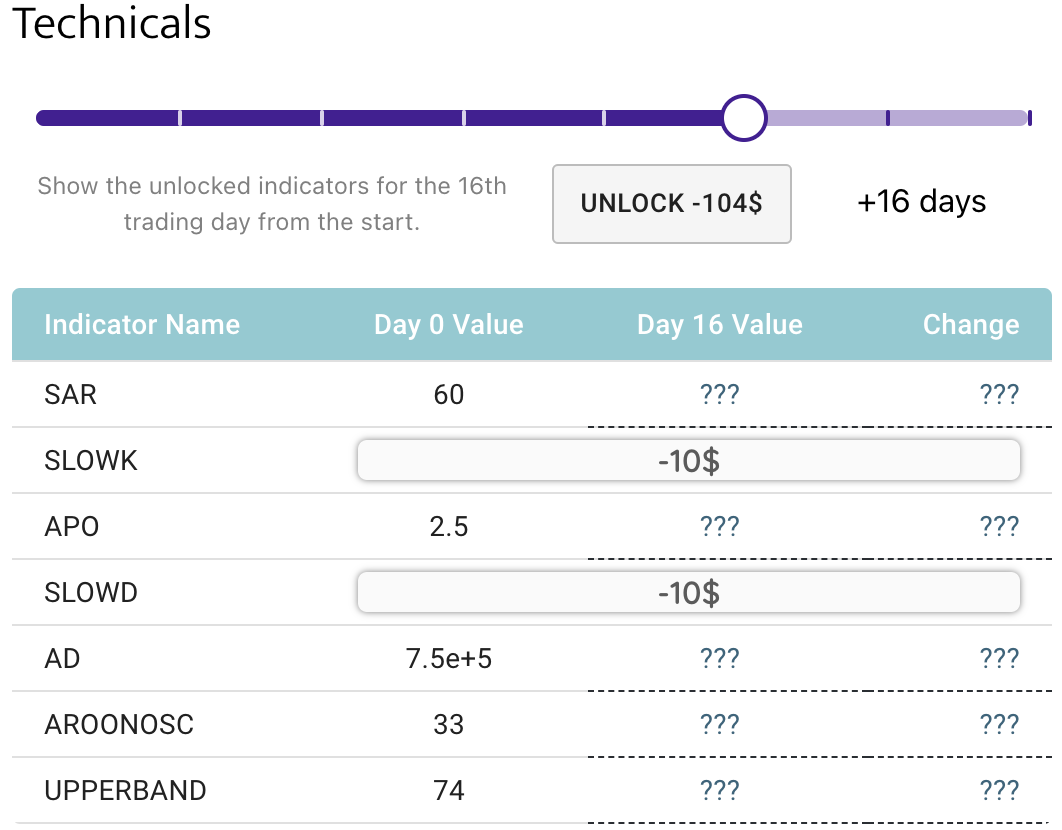 Technicals
Show the unlocked indicators for the 16th
trading day from the start.
UNLOCK -104$
+16 days
Indicator Name Day 0 Value Day 16 Value Change
SAR 60 ??? ???
SLOWK -10$
APO 2.5 ??? ???
SLOWD -10$
AD 7.5e+5 ??? ???
AROONOSC 33 ??? ???
UPPERBAND 74 ??? ???